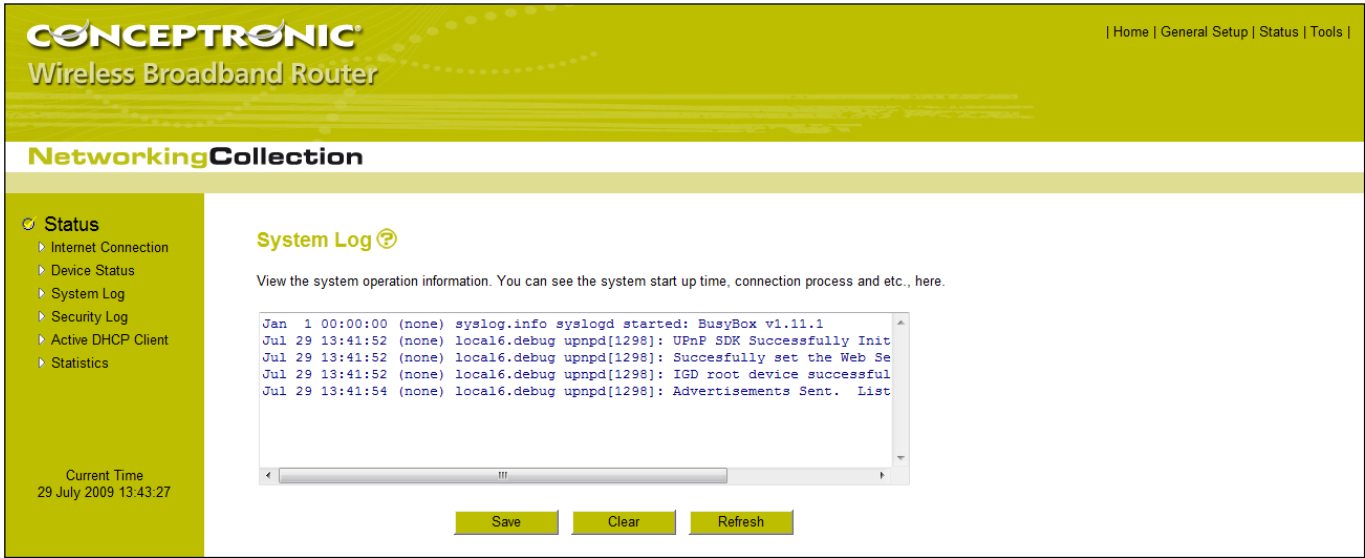 CONCEPTRONIC®
| Home | General Setup | Status | Tools |
Wireless Broadband Router
NetworkingCollection
Status
Internet Connection
Device Status
System Log
Security Log
Active DHCP Client
Statistics
Current Time
29 July 2009 13:43:27
System Log
View the system operation information. You can see the system start up time, connection process and etc., here.
Jan  1 00:00:00 (none) syslog.info syslogd started: BusyBox v1.11.1
Jul 29 13:41:52 (none) local6.debug upnpd[1298]: UPnP SDK Successfully Init
Jul 29 13:41:52 (none) local6.debug upnpd[1298]: Succesfully set the Web Se
Jul 29 13:41:52 (none) local6.debug upnpd[1298]: IGD root device successful
Jul 29 13:41:54 (none) local6.debug upnpd[1298]: Advertisements Sent.  List
Save Clear Refresh